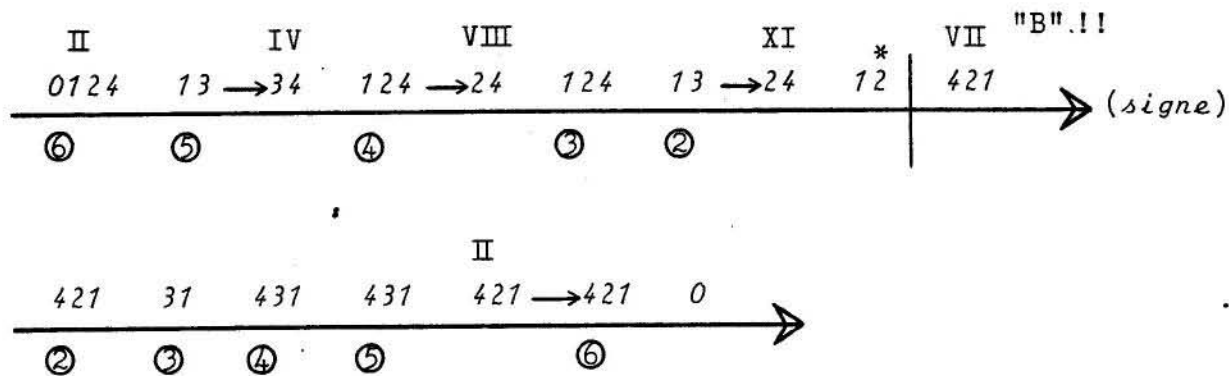 II IV VIII XI * VII "B".!!
0124 13 → 34 124 → 24 124 13 → 24 12 421 (signe)
⑥ ⑤ ④ ③ ②
II
421 31 431 431 421 → 421 0
② ③ ④ ⑤ ⑥